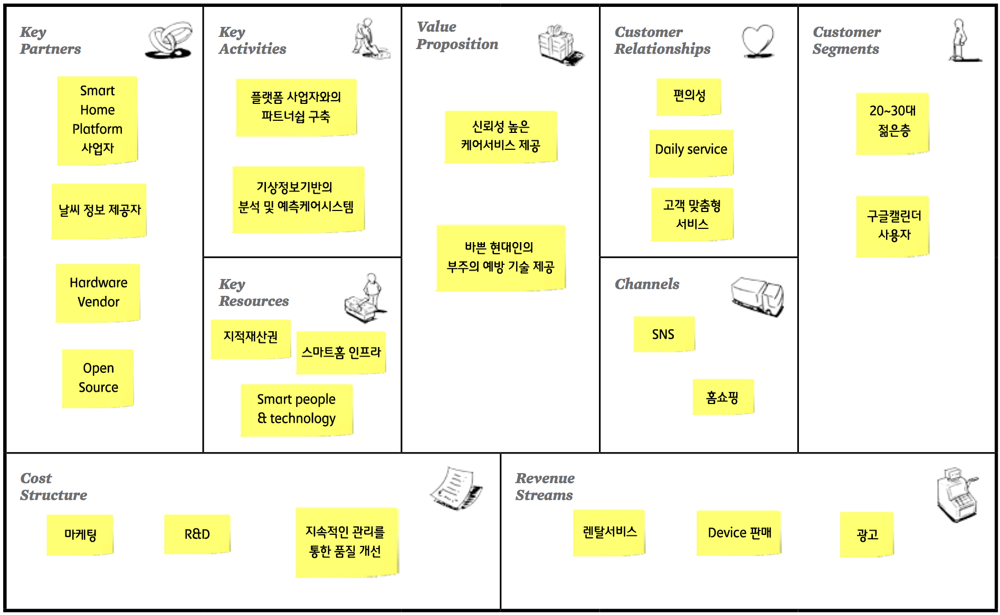 Key
Partners
Smart
Home
Platform
사업자
날씨 정보 제공자
Hardware
Vendor
Open
Source
Key
Activities
플랫폼 사업자와의
파트너쉽 구축
기상정보기반의
분석 및 예측케어시스템
Key
Resources
지적재산권
스마트홈 인프라
Smart people
& technology
Value
Proposition
신뢰성 높은
케어서비스 제공
바쁜 현대인의
부주의 예방 기술 제공
Customer
Relationships
편의성
Daily service
고객 맞춤형
서비스
Channels
SNS
홈쇼핑
Customer
Segments
20~30대
젊은층
구글캘린더
사용자
Cost
Structure
마케팅
R&D
지속적인 관리를
통한 품질 개선
Revenue
Streams
렌탈서비스
Device 판매
광고